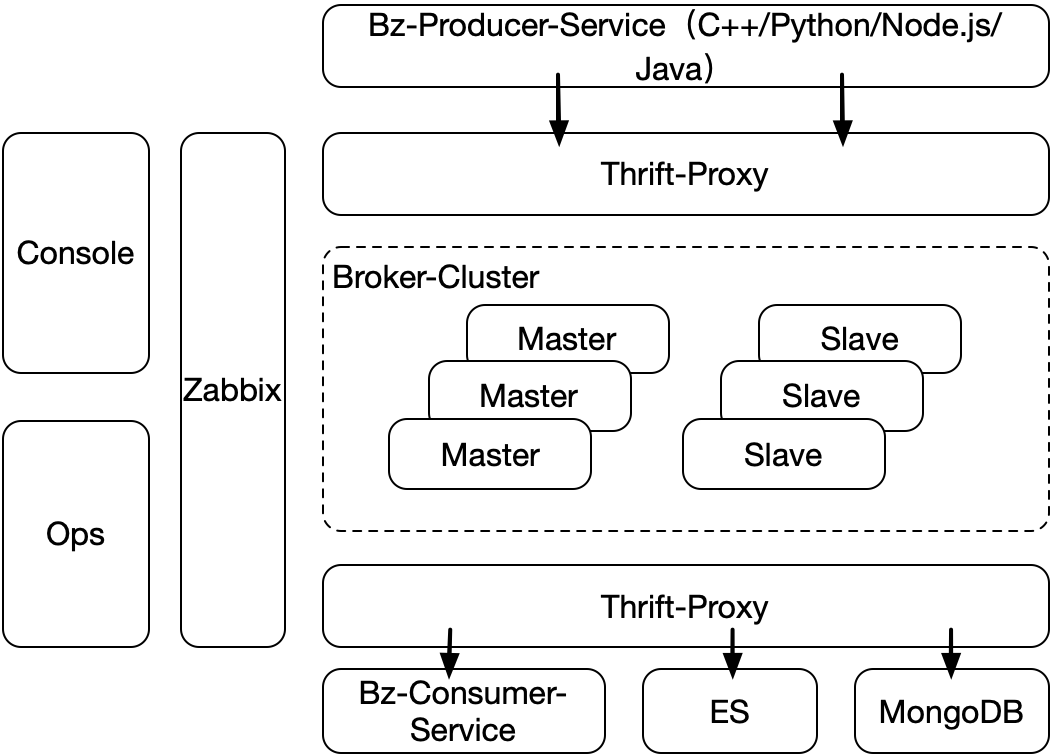 Bz-Producer-Service（C++/Python/Node.js/
Java）
Thrift-Proxy
Console
Zabbix
Ops
Broker-Cluster
Master
Slave
Master
Slave
Master
Slave
Thrift-Proxy
Bz-Consumer-
Service
ES
MongoDB